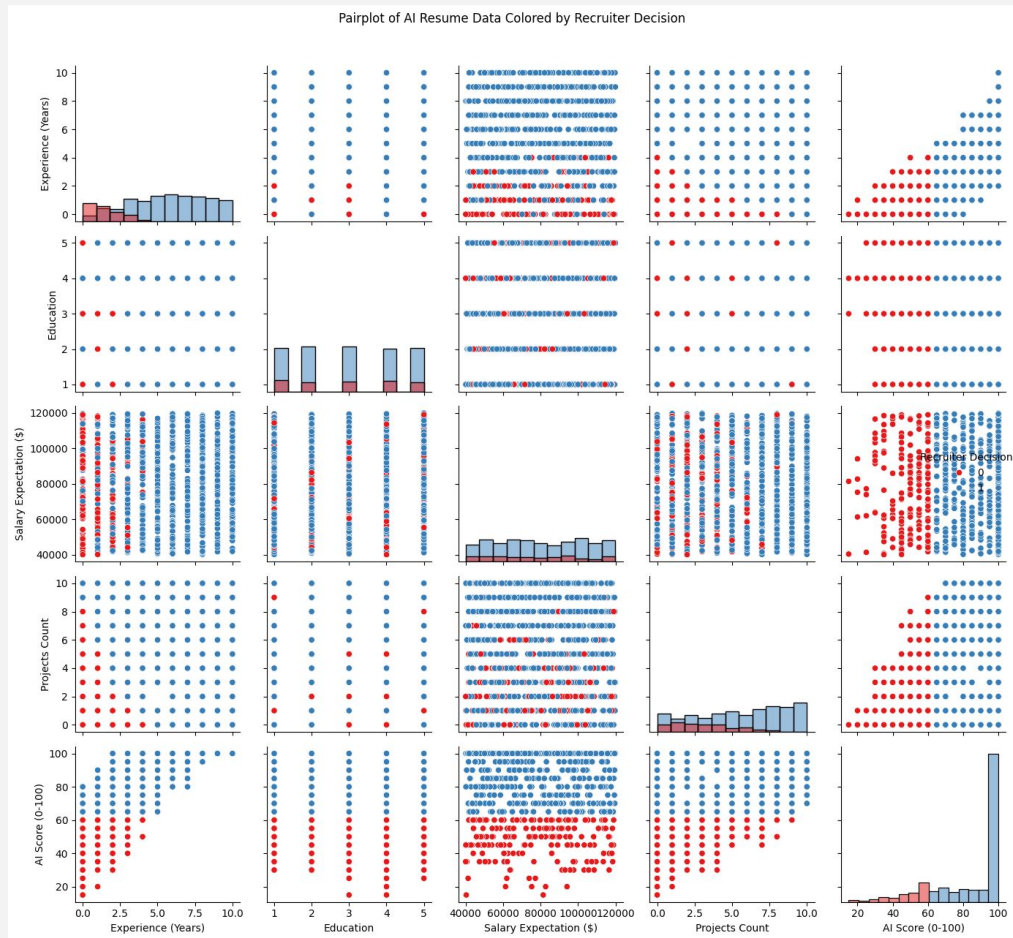 Pairplot of AI Resume Data Colored by Recruiter Decision
Experience (Years)
10
8
6
4
2
0
Education
5
4
3
2
1
Salary Expectation ($)
120000
100000
80000
60000
40000
Recruiter Decision
0
1
Projects Count
10
8
6
4
2
0
AI Score (0-100)
100
80
60
40
20
0.0 2.5 5.0 7.5 10.0
Experience (Years)
1 2 3 4 5
Education
40000 60000 80000 100000 120000
Salary Expectation ($)
0.0 2.5 5.0 7.5 10.0
Projects Count
20 40 60 80 100
AI Score (0-100)